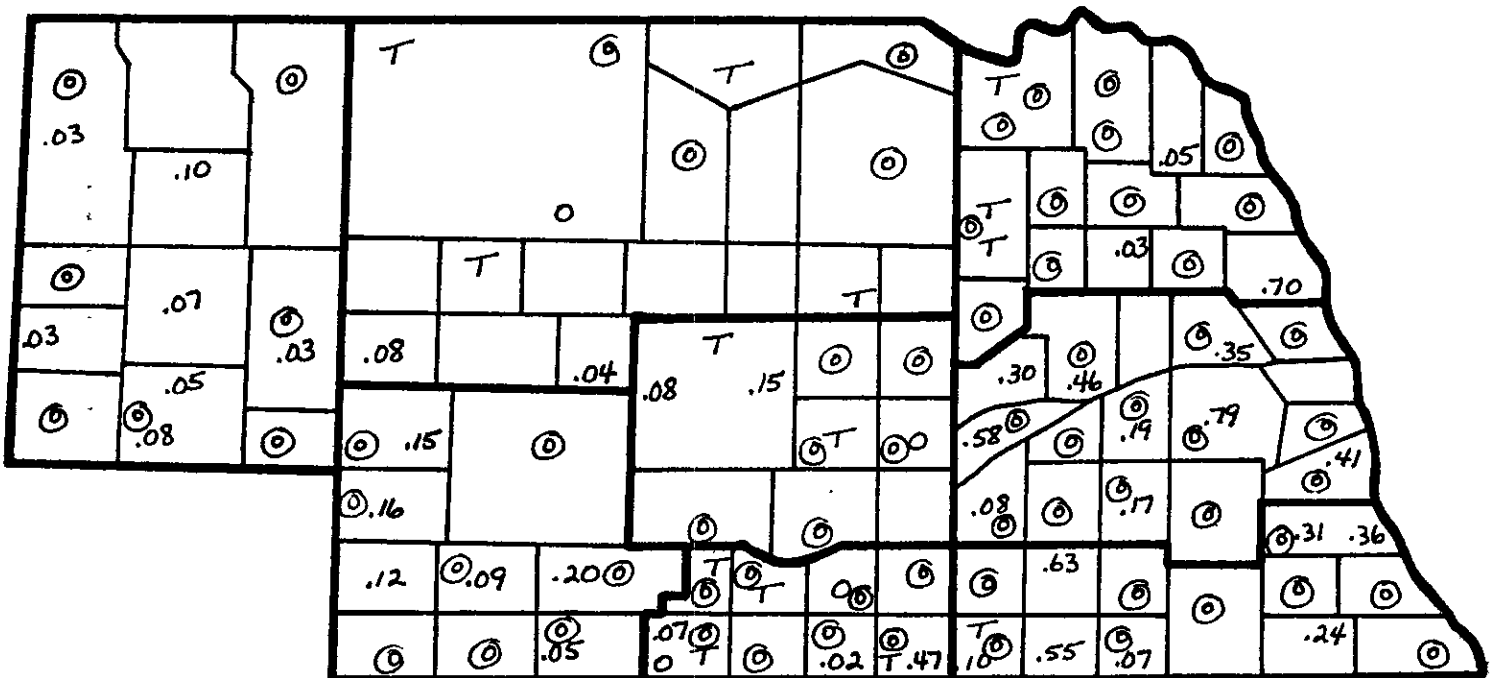 T T T
.03 .05
.10
T
T .03
.70
T
.07 T
.03 .03 .08 .04 T .35
.08 .15 .30 .46
.05 .79
.08 .15 T .58 .19
.41
.16 .08 .17
.31 .36
.12 .09 .20 T T .63
.07 T .05 .02 T .47 T .10 .55 .07 .24